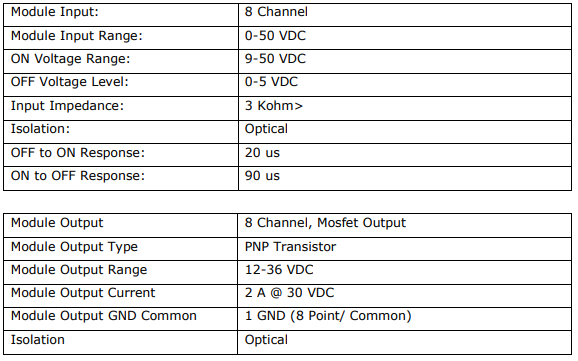 Module Input: 8 Channel
Module Input Range: 0-50 VDC
ON Voltage Range: 9-50 VDC
OFF Voltage Level: 0-5 VDC
Input Impedance: 3 Kohm>
Isolation: Optical
OFF to ON Response: 20 us
ON to OFF Response: 90 us
Module Output 8 Channel, Mosfet Output
Module Output Type PNP Transistor
Module Output Range 12-36 VDC
Module Output Current 2 A @ 30 VDC
Module Output GND Common 1 GND (8 Point/ Common)
Isolation Optical